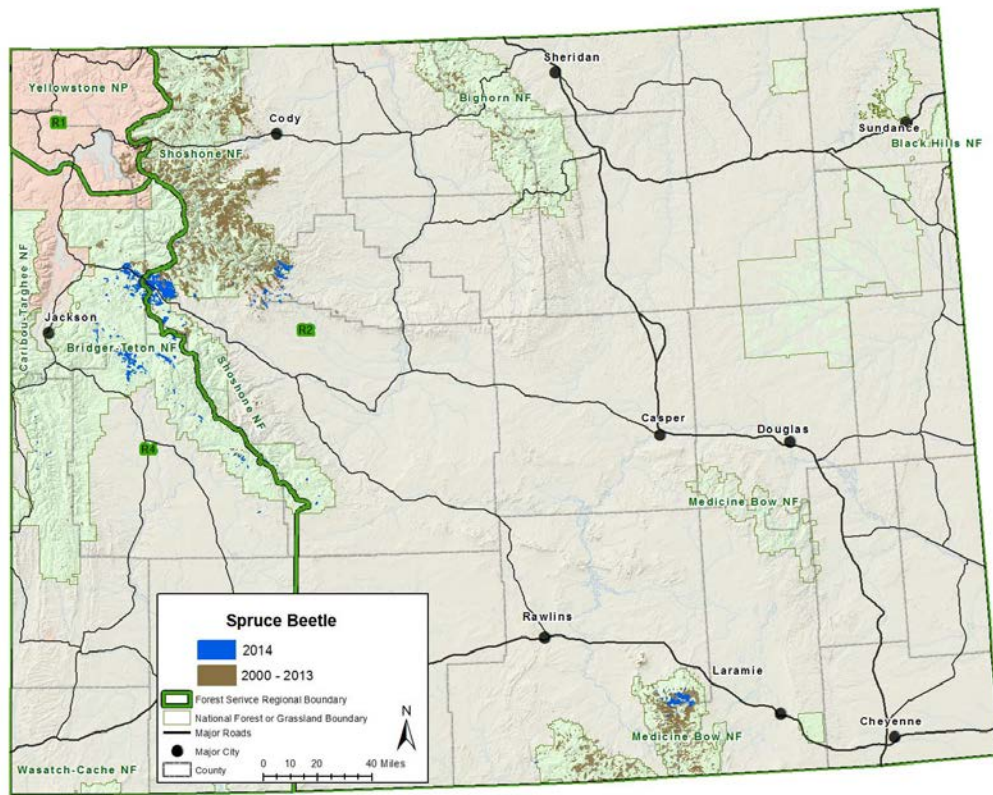 Sheridan
Yellowstone NP
Bighorn NF
R1
Cody
Sundance
Black Hills NF
Shoshone NF
Caribou-Targhee NF
Jackson
R2
Bridger-Teton NF
Shoshone NF
Casper
Douglas
R4
Medicine Bow NF
Rawlins
Laramie
Medicine Bow NF
Cheyenne
Wasatch-Cache NF
Spruce Beetle
2014
2000 - 2013
Forest Serivce Regional Boundary
National Forest or Grassland Boundary
Major Roads
Major City
County
N
0 10 20 40 Miles